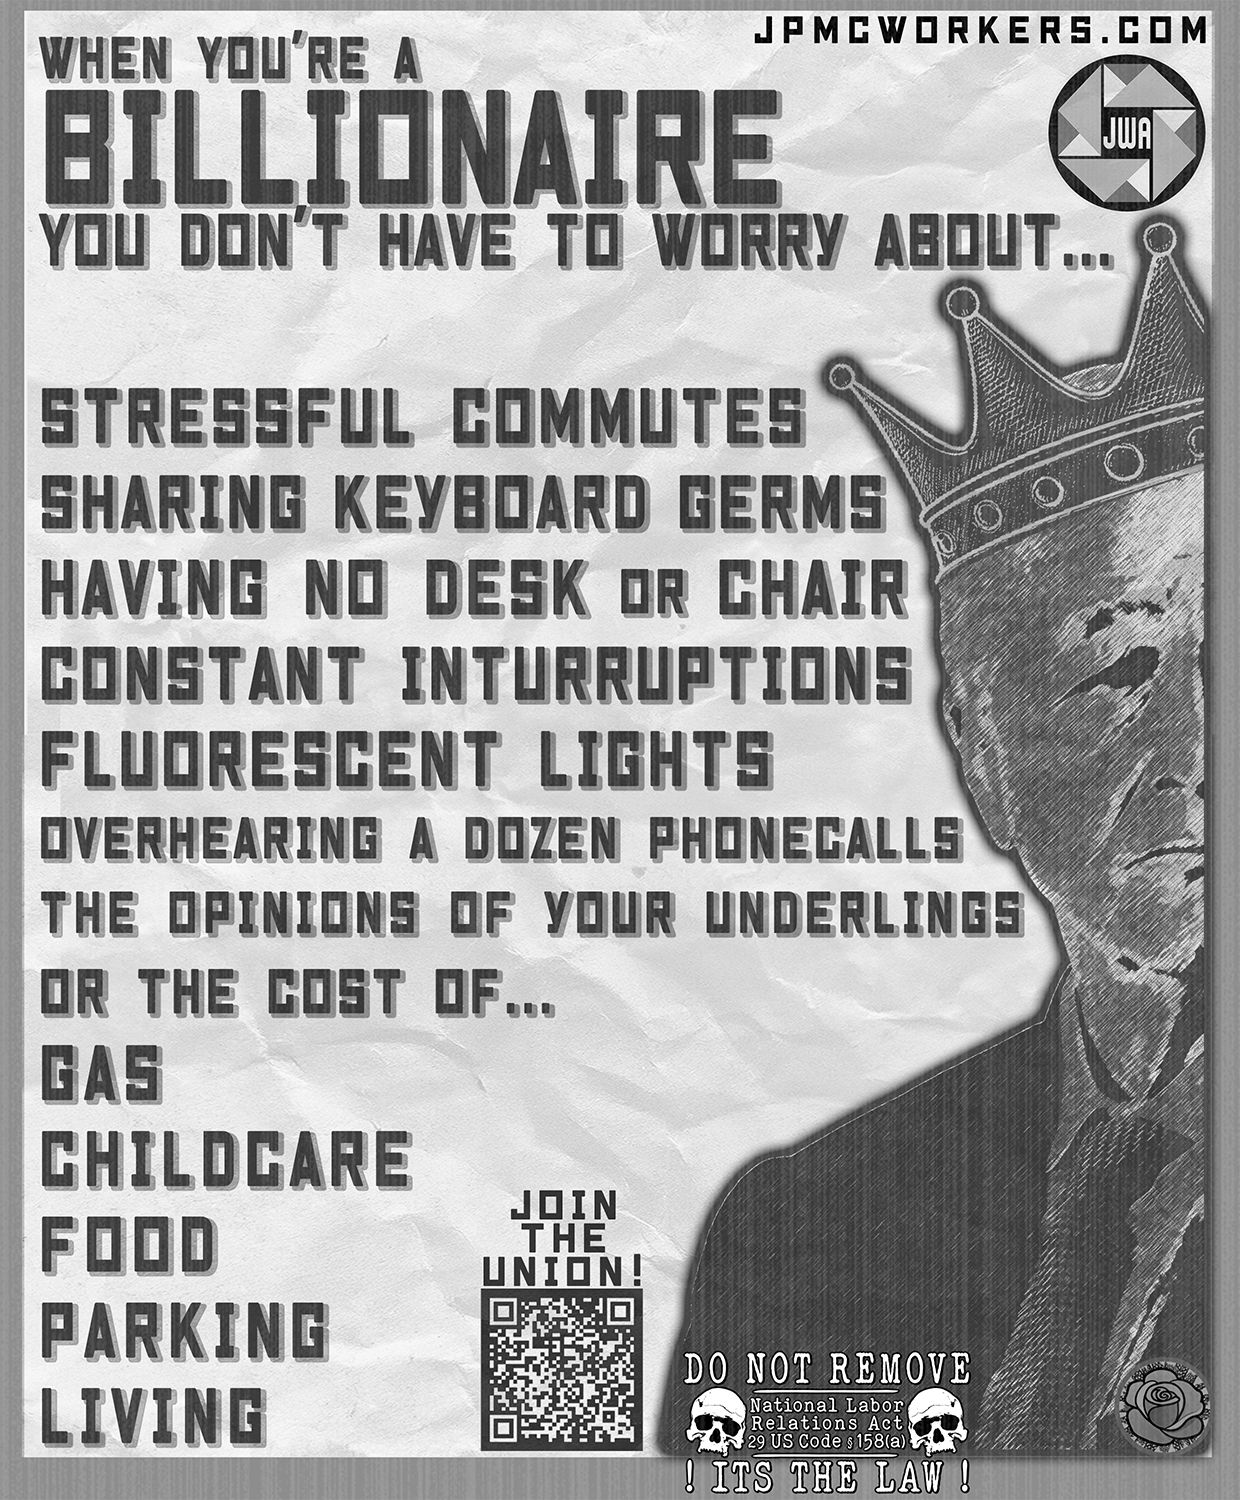 JPMCWORKERS.COM
WHEN YOU'RE A
BILLIONAIRE
YOU DON'T HAVE TO WORRY ABOUT...
JWA
STRESSFUL COMMUTES
SHARING KEYBOARD GERMS
HAVING NO DESK OR CHAIR
CONSTANT INTURRUPTIONS
FLUORESCENT LIGHTS
OVERHEARING A DOZEN PHONECALLS
THE OPINIONS OF YOUR UNDERLINGS
OR THE COST OF...
GAS
CHILDCARE
FOOD
PARKING
LIVING
JOIN
THE
UNION!
DO NOT REMOVE
National Labor
Relations Act
29 US Code § 158(a)
! ITS THE LAW !